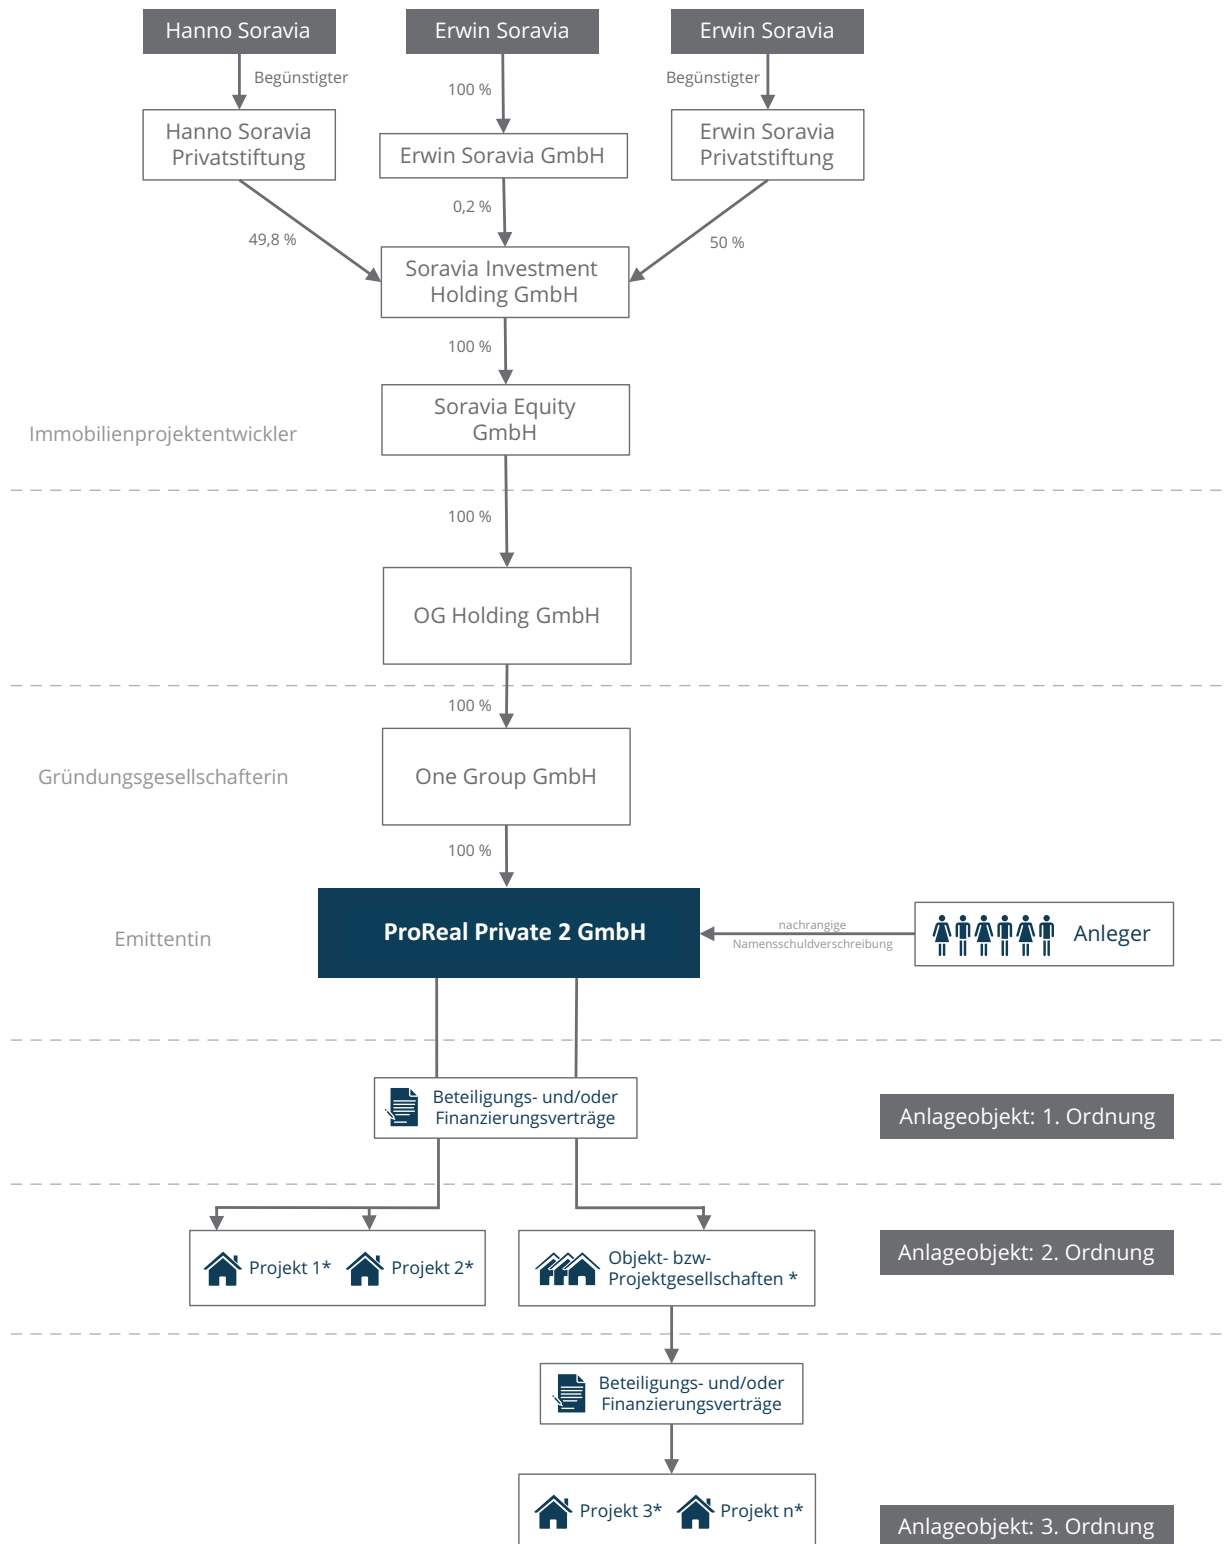 Hanno Soravia
Erwin Soravia
Erwin Soravia
Begünstigter
100 %
Begünstigter
Hanno Soravia
Privatstiftung
Erwin Soravia GmbH
Erwin Soravia
Privatstiftung
49,8 %
0,2 %
50 %
Soravia Investment
Holding GmbH
100 %
Soravia Equity
GmbH
Immobilienprojektentwickler
100 %
OG Holding GmbH
100 %
Gründungsgesellschafterin
One Group GmbH
100 %
Emittentin
ProReal Private 2 GmbH
nachrangige
Namensschuldverschreibung
Anleger
Beteiligungs- und/oder
Finanzierungsverträge
Anlageobjekt: 1. Ordnung
Projekt 1*
Projekt 2*
Objekt- bzw-
Projektgesellschaften *
Anlageobjekt: 2. Ordnung
Beteiligungs- und/oder
Finanzierungsverträge
Projekt 3*
Projekt n*
Anlageobjekt: 3. Ordnung